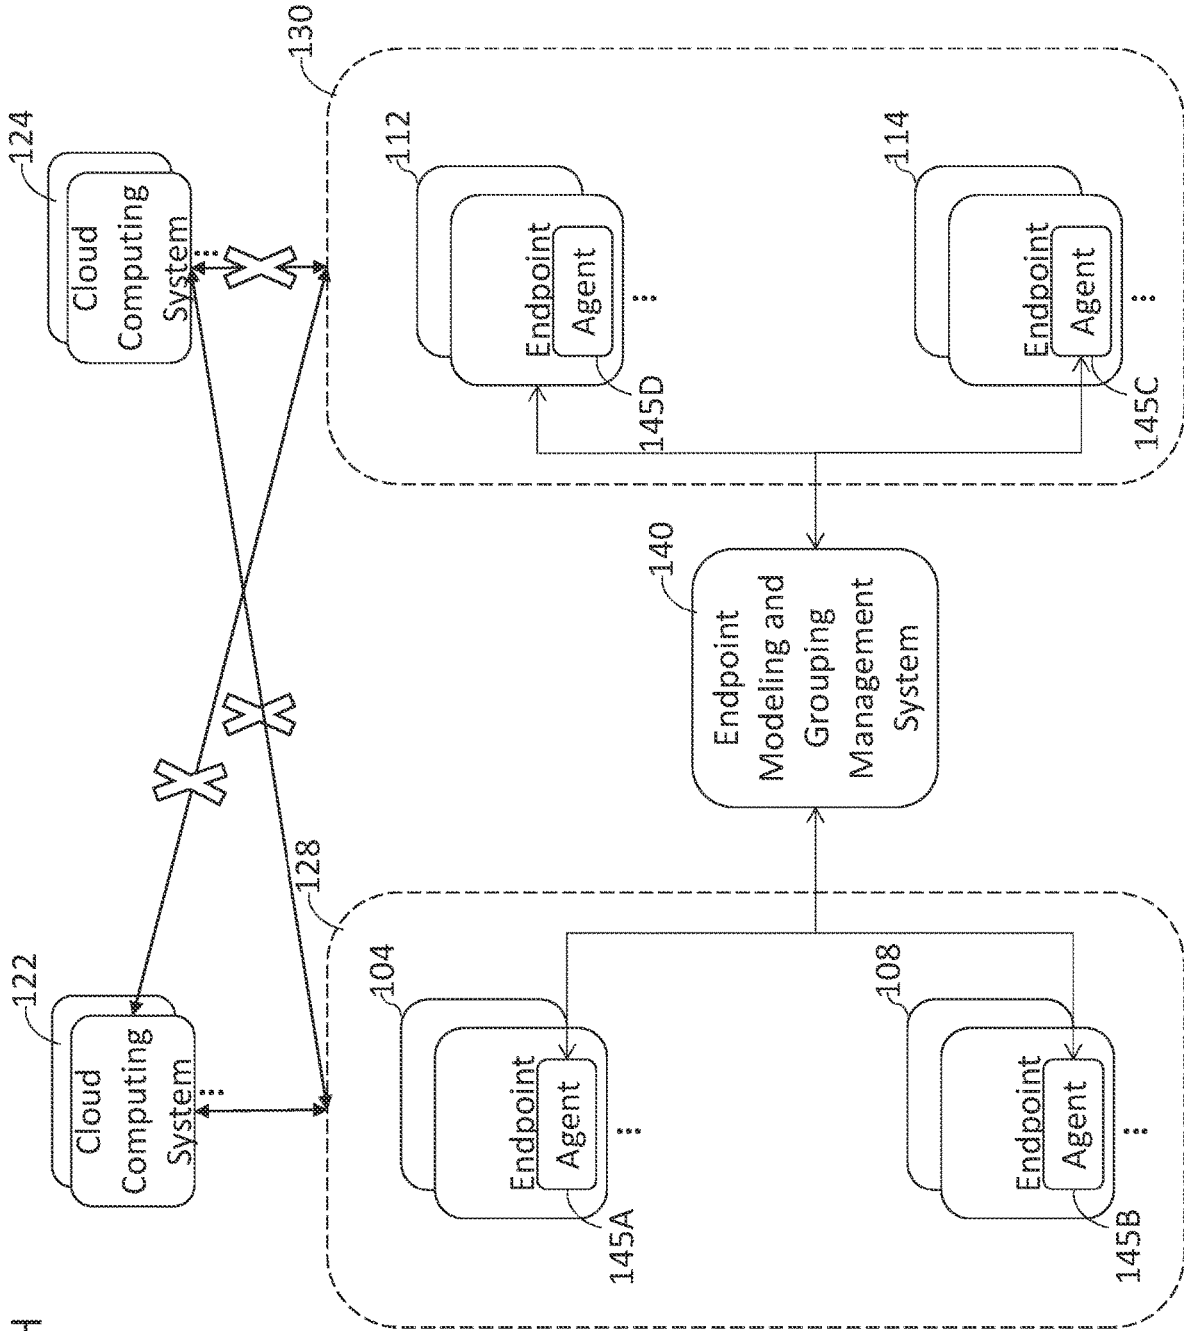 122
Cloud
Computing
System
...
124
Cloud
Computing
System
...
128
130
104
Endpoint
Agent
145A
...
112
Endpoint
Agent
145D
...
140
Endpoint
Modeling and
Grouping
Management
System
108
Endpoint
Agent
145B
...
114
Endpoint
Agent
145C
...